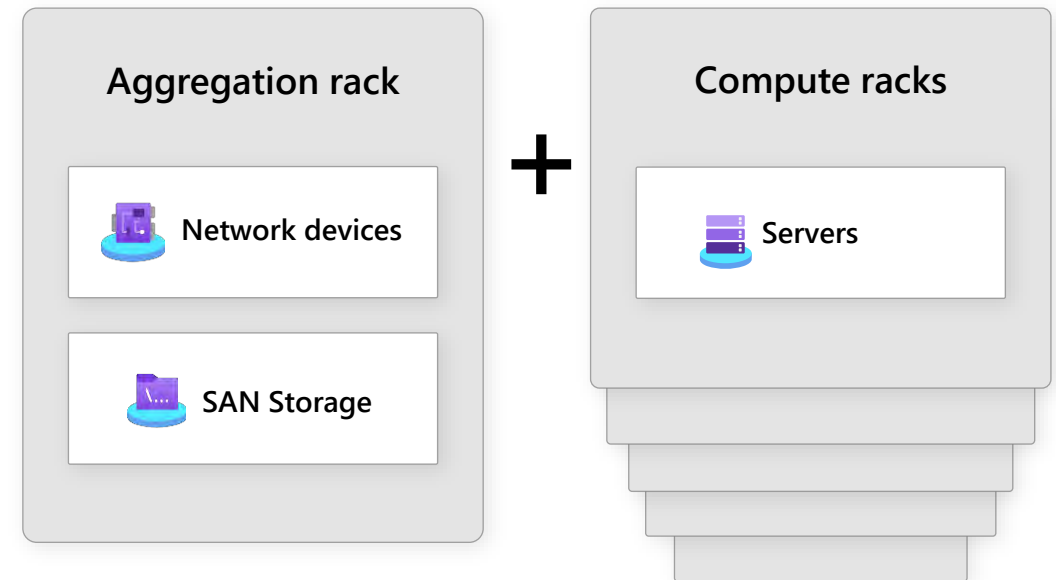 Aggregation rack
Network devices
\...
SAN Storage
+
Compute racks
Servers